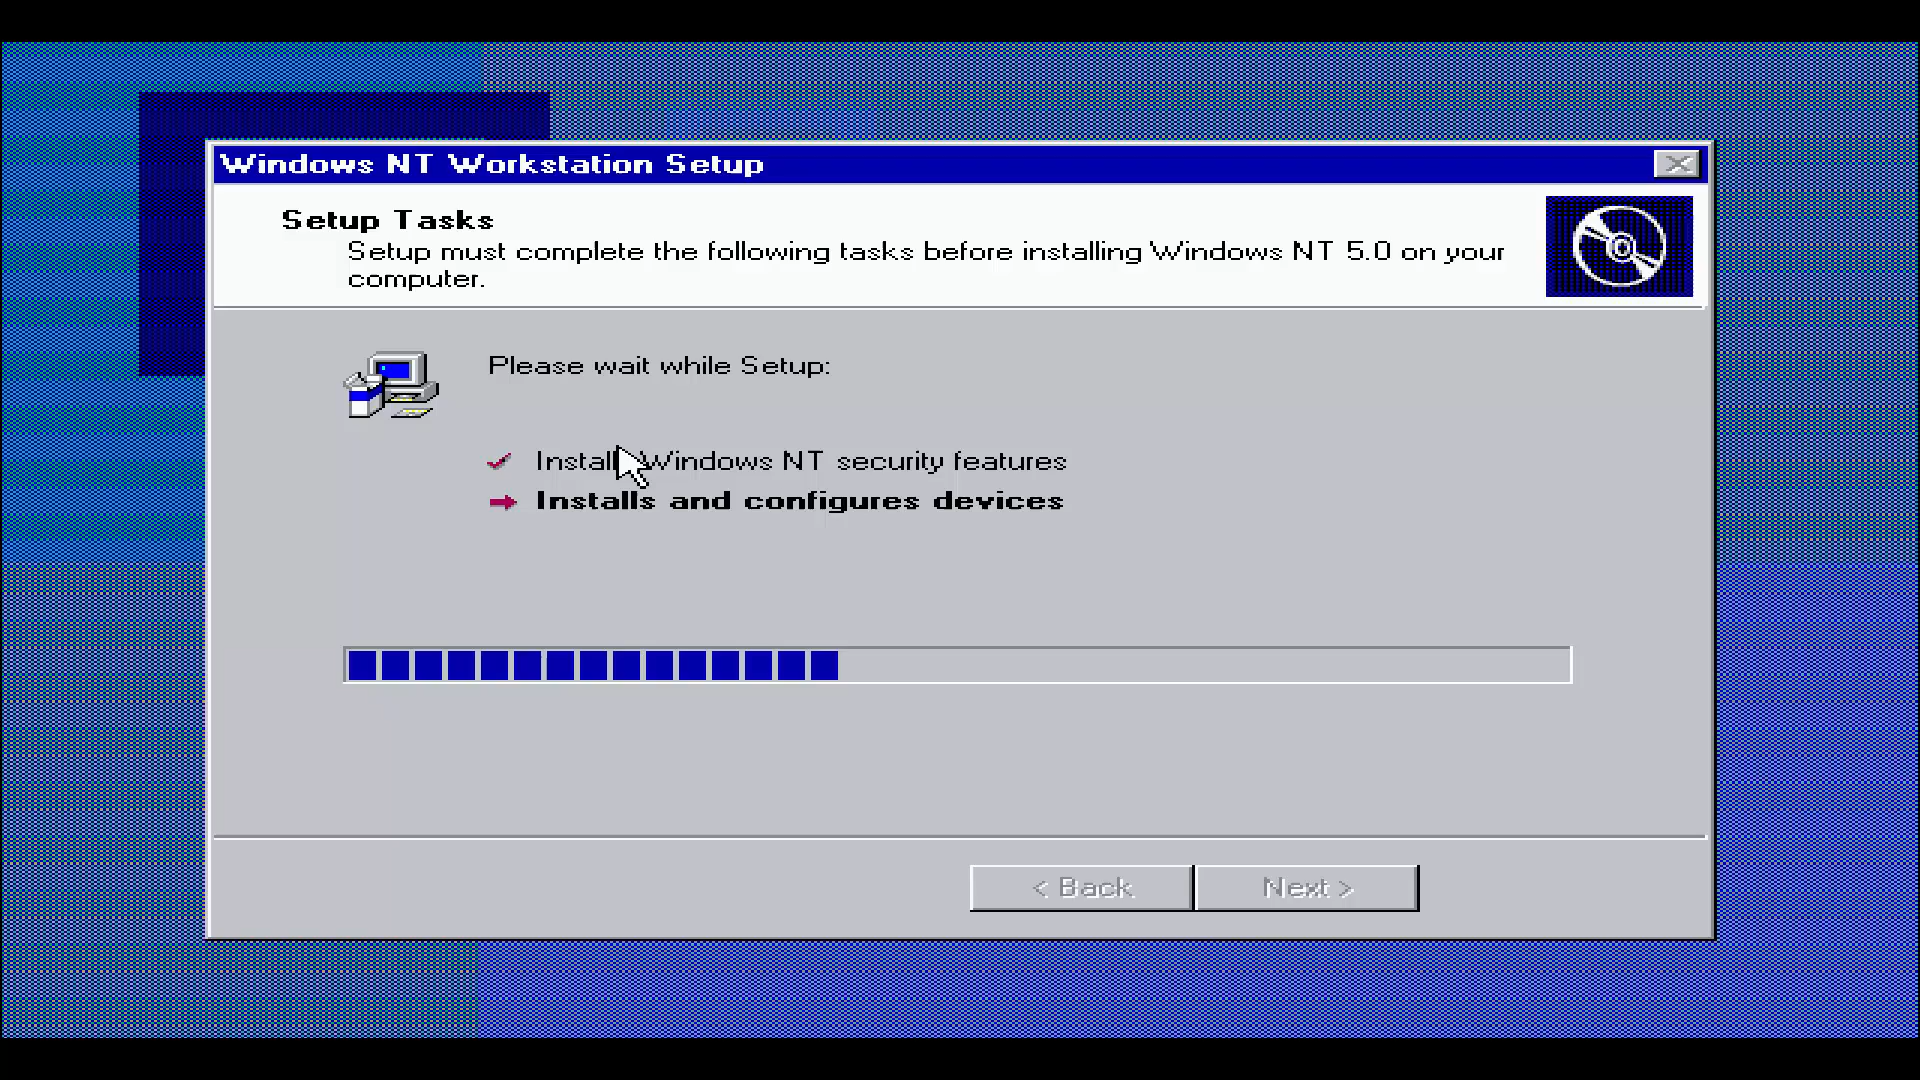 Windows NT Workstation Setup
Setup Tasks
Setup must complete the following tasks before installing Windows NT 5.0 on your
computer.
Please wait while Setup:
Install Windows NT security features
Installs and configures devices
< Back
Next >